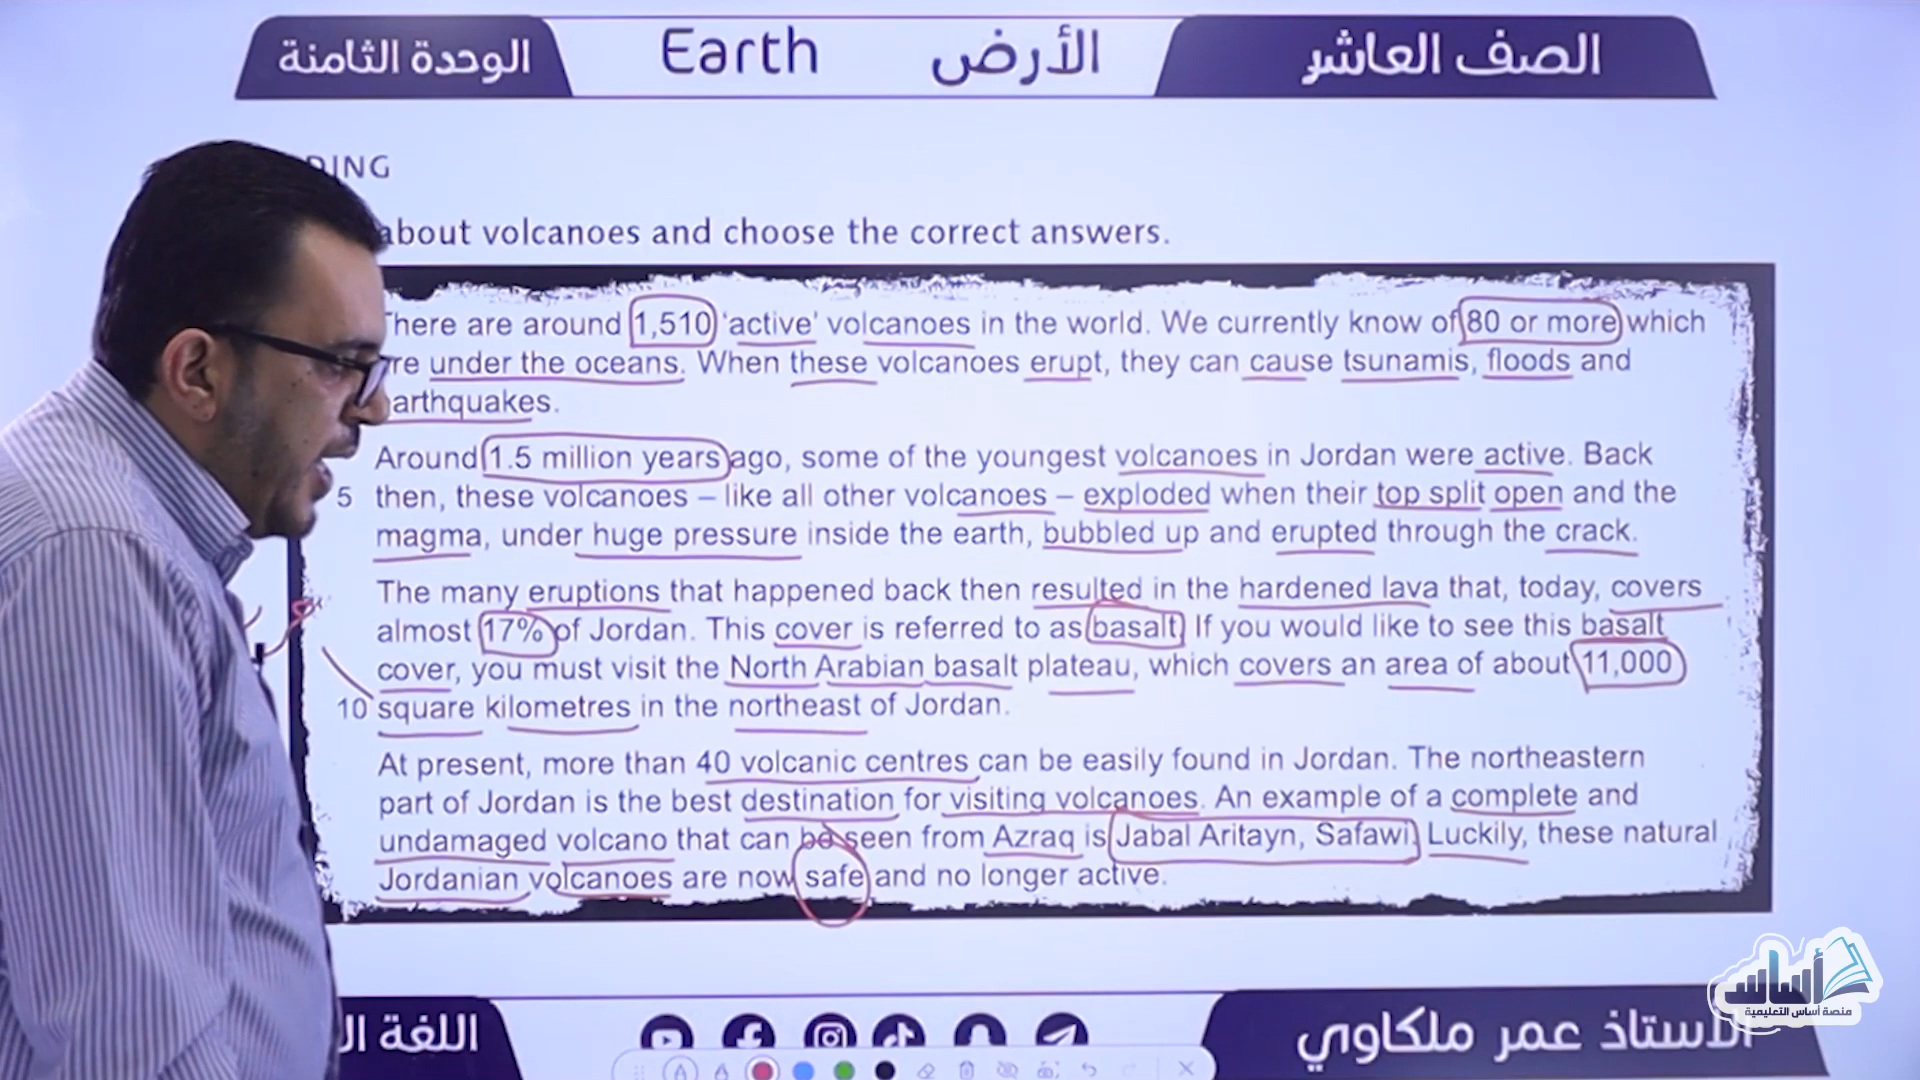 الصف العاشر
الأرض Earth
الوحدة الثامنة
about volcanoes and choose the correct answers.
here are around 1,510 'active' volcanoes in the world. We currently know of 80 or more which
re under the oceans. When these volcanoes erupt, they can cause tsunamis, floods and
arthquakes.
Around 1.5 million years ago, some of the youngest volcanoes in Jordan were active. Back
5 then, these volcanoes – like all other volcanoes – exploded when their top split open and the
magma, under huge pressure inside the earth, bubbled up and erupted through the crack.
The many eruptions that happened back then resulted in the hardened lava that, today, covers
almost 17% of Jordan. This cover is referred to as basalt. If you would like to see this basalt
cover, you must visit the North Arabian basalt plateau, which covers an area of about 11,000
10 square kilometres in the northeast of Jordan.
At present, more than 40 volcanic centres can be easily found in Jordan. The northeastern
part of Jordan is the best destination for visiting volcanoes. An example of a complete and
undamaged volcano that can be seen from Azraq is Jabal Aritayn, Safawi. Luckily, these natural
Jordanian volcanoes are now safe and no longer active.
أساس
منصة أساس التعليمية
الأستاذ عمر ملكاوي
اللغة ال